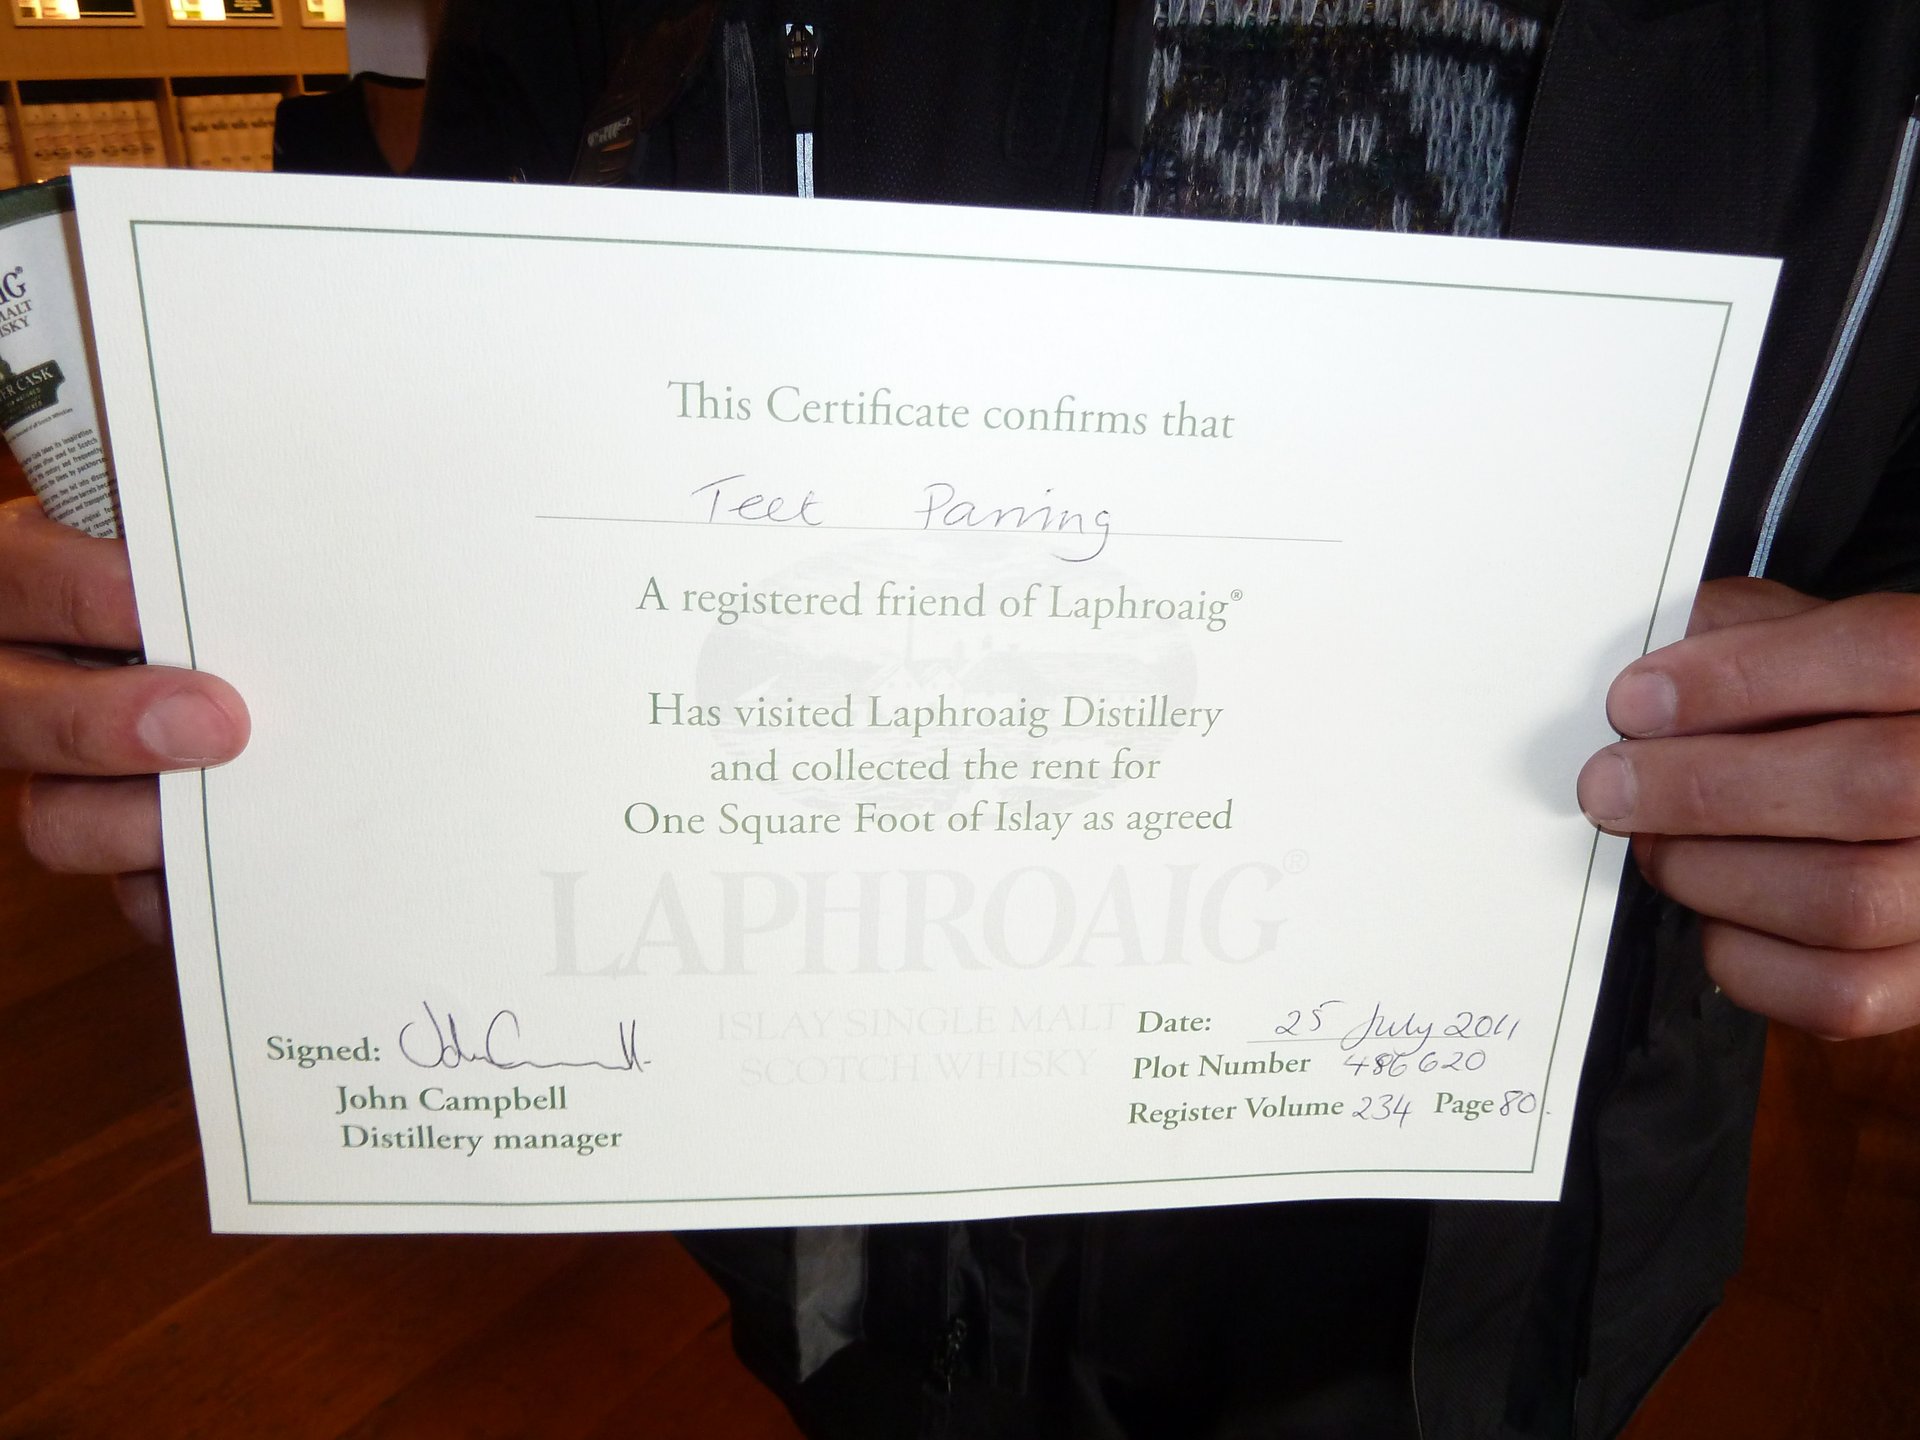 This Certificate confirms that
Teet Parring
A registered friend of Laphroaig®
Has visited Laphroaig Distillery
and collected the rent for
One Square Foot of Islay as agreed
LAPHROAIG®
ISLAY SINGLE MALT
SCOTCH WHISKY
Signed:
John Campbell
Distillery manager
Date: 25 July 2011
Plot Number 486620
Register Volume 234 Page 80.